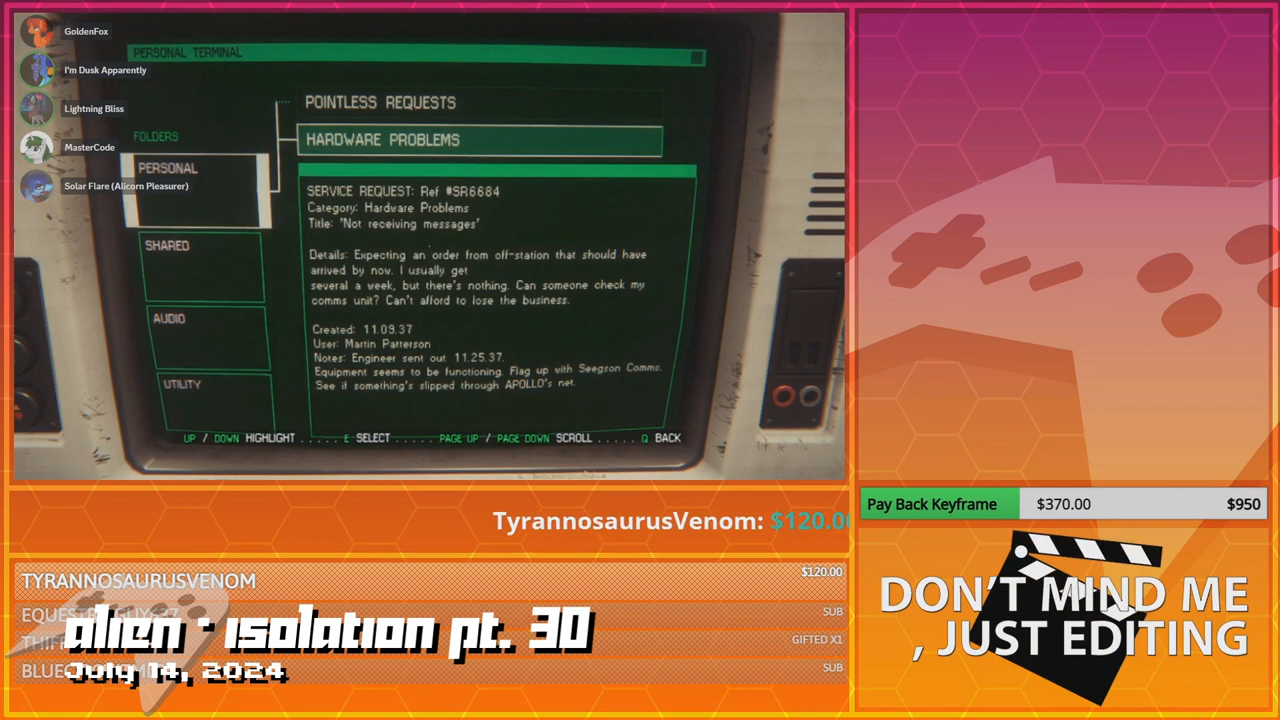 GoldenFox
I'm Dusk Apparently
Lightning Bliss
MasterCode
Solar Flare (Alicorn Pleasurer)
PERSONAL TERMINAL
FOLDERS
PERSONAL
SHARED
AUDIO
UTILITY
POINTLESS REQUESTS
HARDWARE PROBLEMS
SERVICE REQUEST: Ref #SR6684
Category: Hardware Problems
Title: 'Not receiving messages'
Details: Expecting an order from off-station that should have
arrived by now. I usually get
several a week, but there's nothing. Can someone check my
comms unit? Can't afford to lose the business.
Created: 11.09.37
User: Martin Patterson
Notes: Engineer sent out 11.25.37.
Equipment seems to be functioning. Flag up with Seegson Comms.
See if something's slipped through APOLLO's net.
UP / DOWN HIGHLIGHT ..... E SELECT ..... PAGE UP / PAGE DOWN SCROLL ..... Q BACK
TyrannosaurusVenom: $120.00
TYRANNOSAURUSVENOM $120.00
SUB
GIFTED X1
SUB
alien · isolation pt. 30
July 14, 2024
Pay Back Keyframe $370.00 $950
DON'T MIND ME
, JUST EDITING